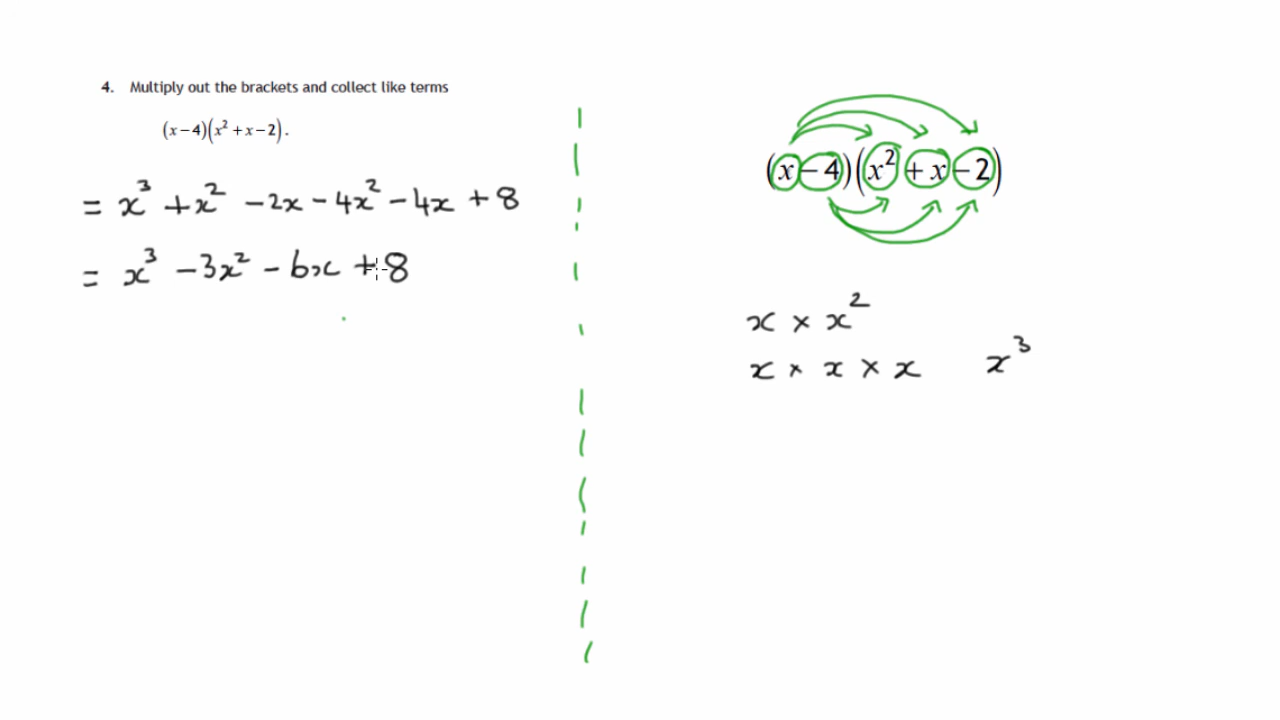 4. Multiply out the brackets and collect like terms
(x−4)(x²+x−2).
= x³ + x² − 2x − 4x² − 4x + 8
= x³ − 3x² − 6x + 8
(x−4)(x²+x−2)
x × x²
x × x × x x³